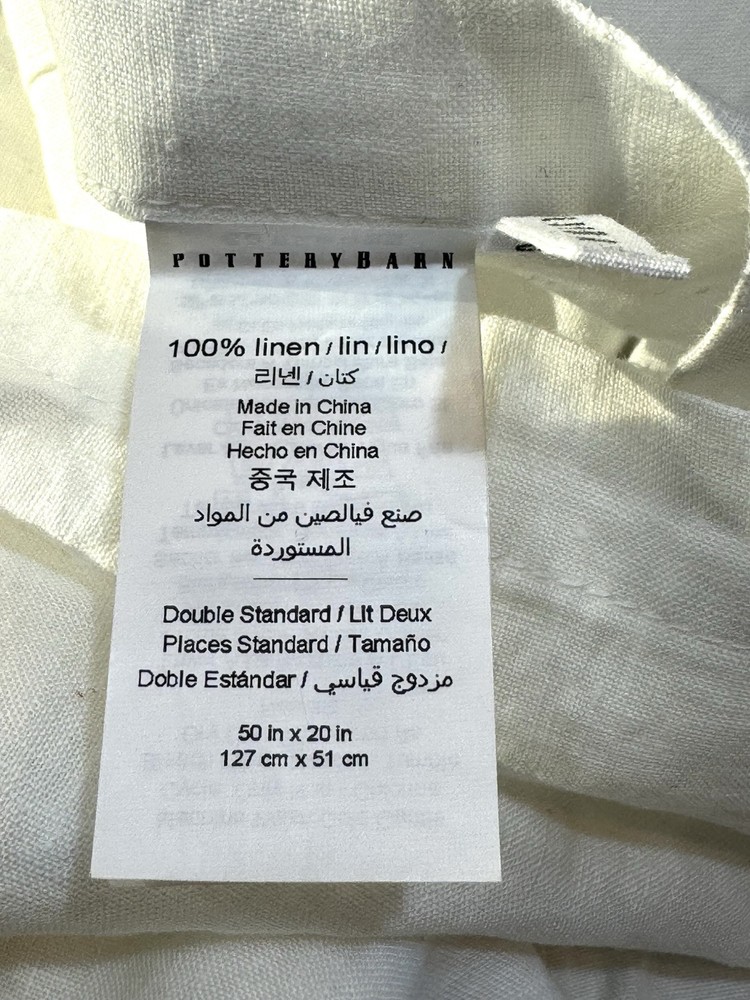 POTTERYBARN
100% linen / lin / lino /
리넨 / كتان
Made in China
Fait en Chine
Hecho en China
중국 제조
صنع فيالصين من المواد
المستوردة
Double Standard / Lit Deux
Places Standard / Tamaño
Doble Estándar / مزدوج قياسي
50 in x 20 in
127 cm x 51 cm